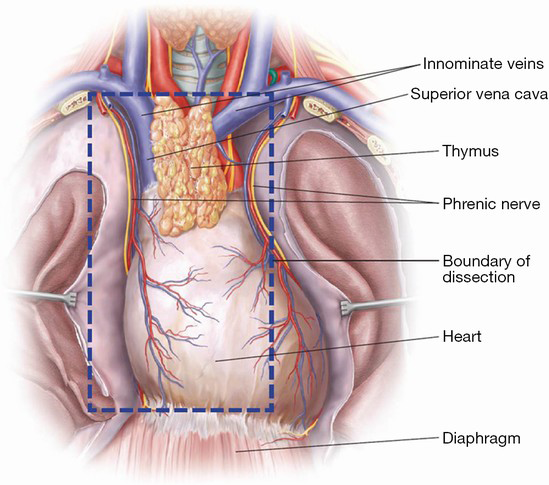 Innominate veins
Superior vena cava
Thymus
Phrenic nerve
Boundary of
dissection
Heart
Diaphragm